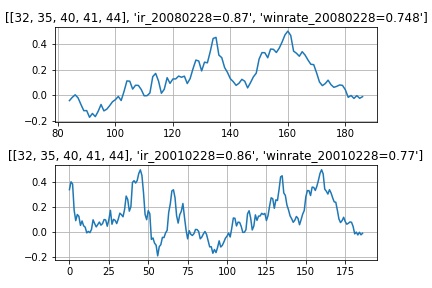 [[32, 35, 40, 41, 44], 'ir_20080228=0.87', 'winrate_20080228=0.748']
0.4
0.2
0.0
−0.2
80 100 120 140 160 180
[[32, 35, 40, 41, 44], 'ir_20010228=0.86', 'winrate_20010228=0.77']
0.4
0.2
0.0
−0.2
0 25 50 75 100 125 150 175